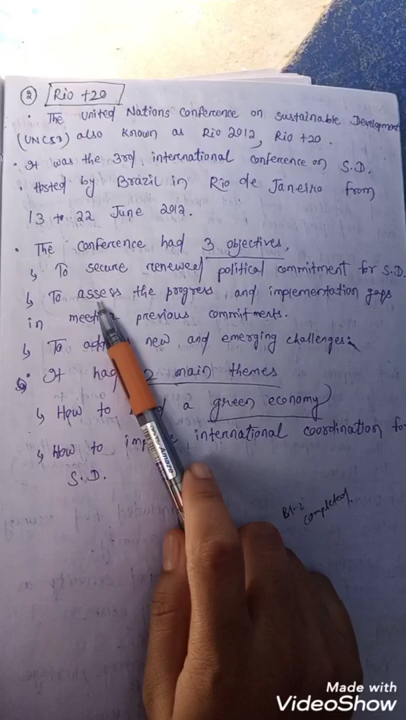 ② Rio +20
• The United Nations Conference on Sustainable Development
(UNCSD) also known as Rio 2012, Rio +20.
• It was the 3rd international conference on S.D.
• Hosted by Brazil in Rio de Janeiro from
13 to 22 June 2012.
• The Conference had 3 objectives,
↳ To secure renewed political commitment for S.D.
↳ To assess the progress and implementation gaps
in previous commitments.
↳ To new and emerging challenges.
• It had 2 main themes
↳ How to a green economy
↳ How to international coordination for
S.D.
completed.
Made with
VideoShow